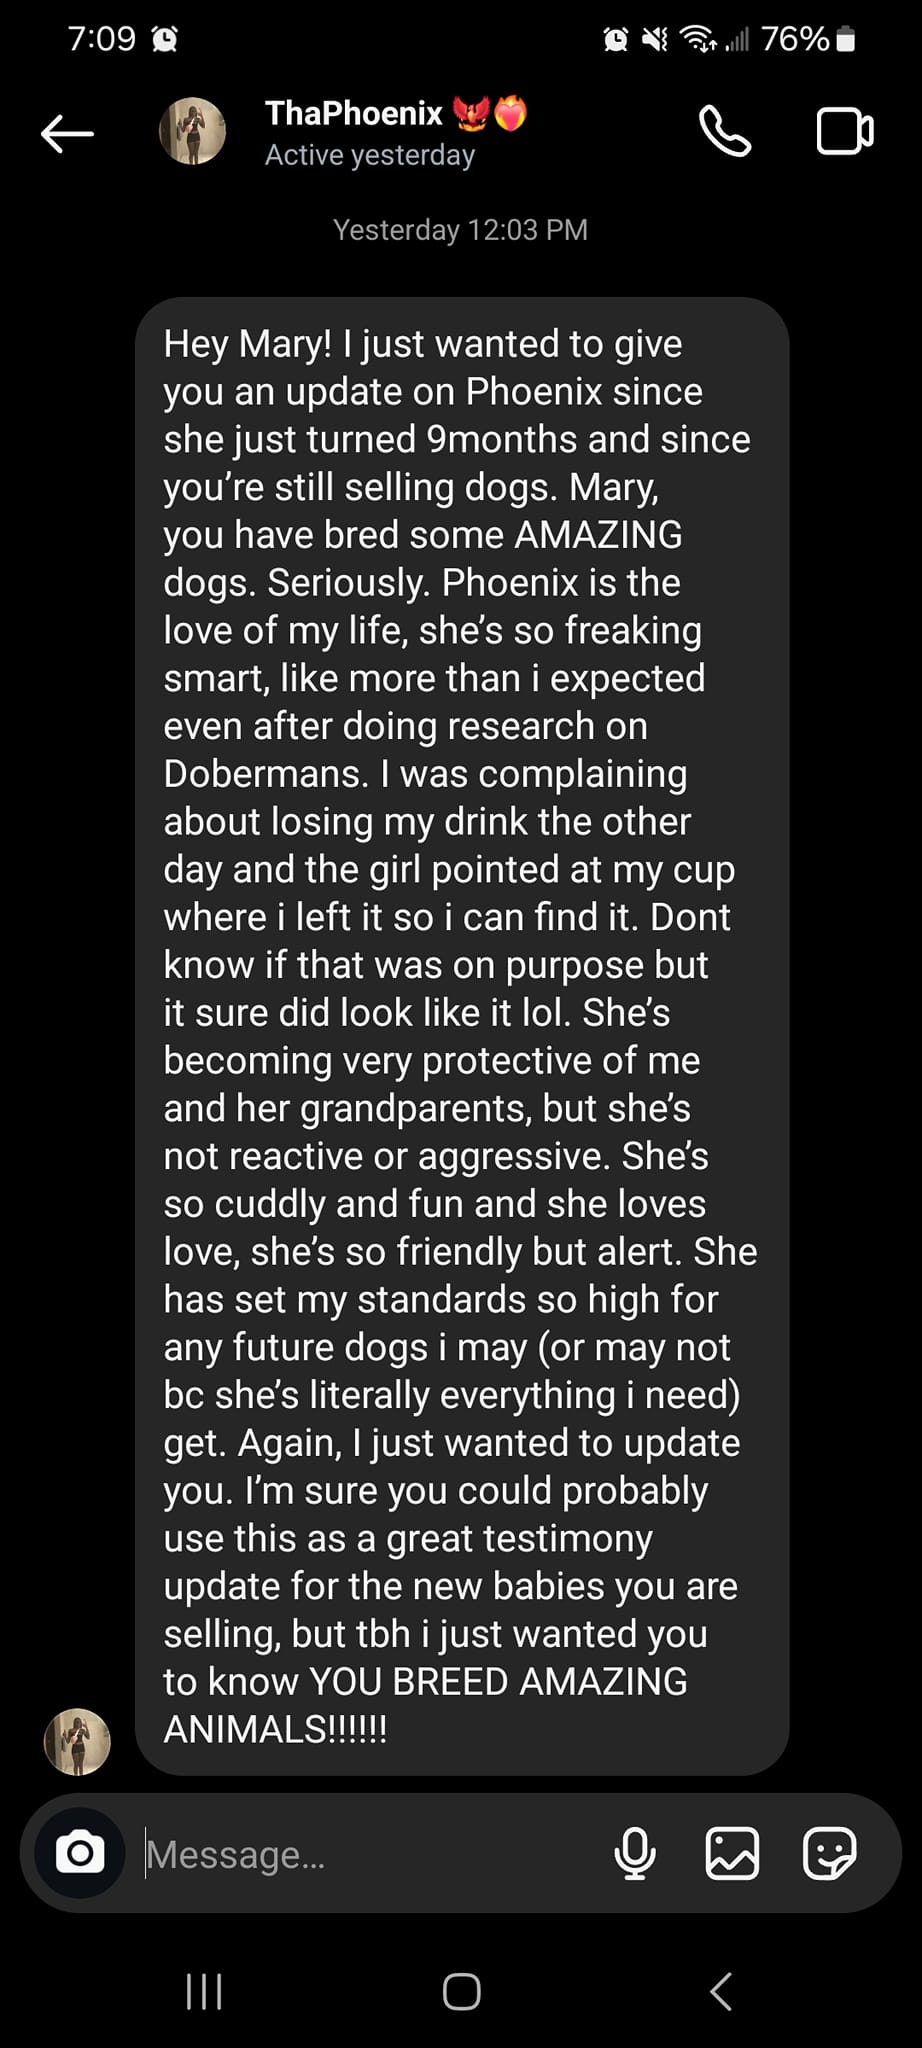 7:09
76%
ThaPhoenix
Active yesterday
Yesterday 12:03 PM
Hey Mary! I just wanted to give
you an update on Phoenix since
she just turned 9months and since
you’re still selling dogs. Mary,
you have bred some AMAZING
dogs. Seriously. Phoenix is the
love of my life, she’s so freaking
smart, like more than i expected
even after doing research on
Dobermans. I was complaining
about losing my drink the other
day and the girl pointed at my cup
where i left it so i can find it. Dont
know if that was on purpose but
it sure did look like it lol. She’s
becoming very protective of me
and her grandparents, but she’s
not reactive or aggressive. She’s
so cuddly and fun and she loves
love, she’s so friendly but alert. She
has set my standards so high for
any future dogs i may (or may not
bc she’s literally everything i need)
get. Again, I just wanted to update
you. I’m sure you could probably
use this as a great testimony
update for the new babies you are
selling, but tbh i just wanted you
to know YOU BREED AMAZING
ANIMALS!!!!!!
Message...